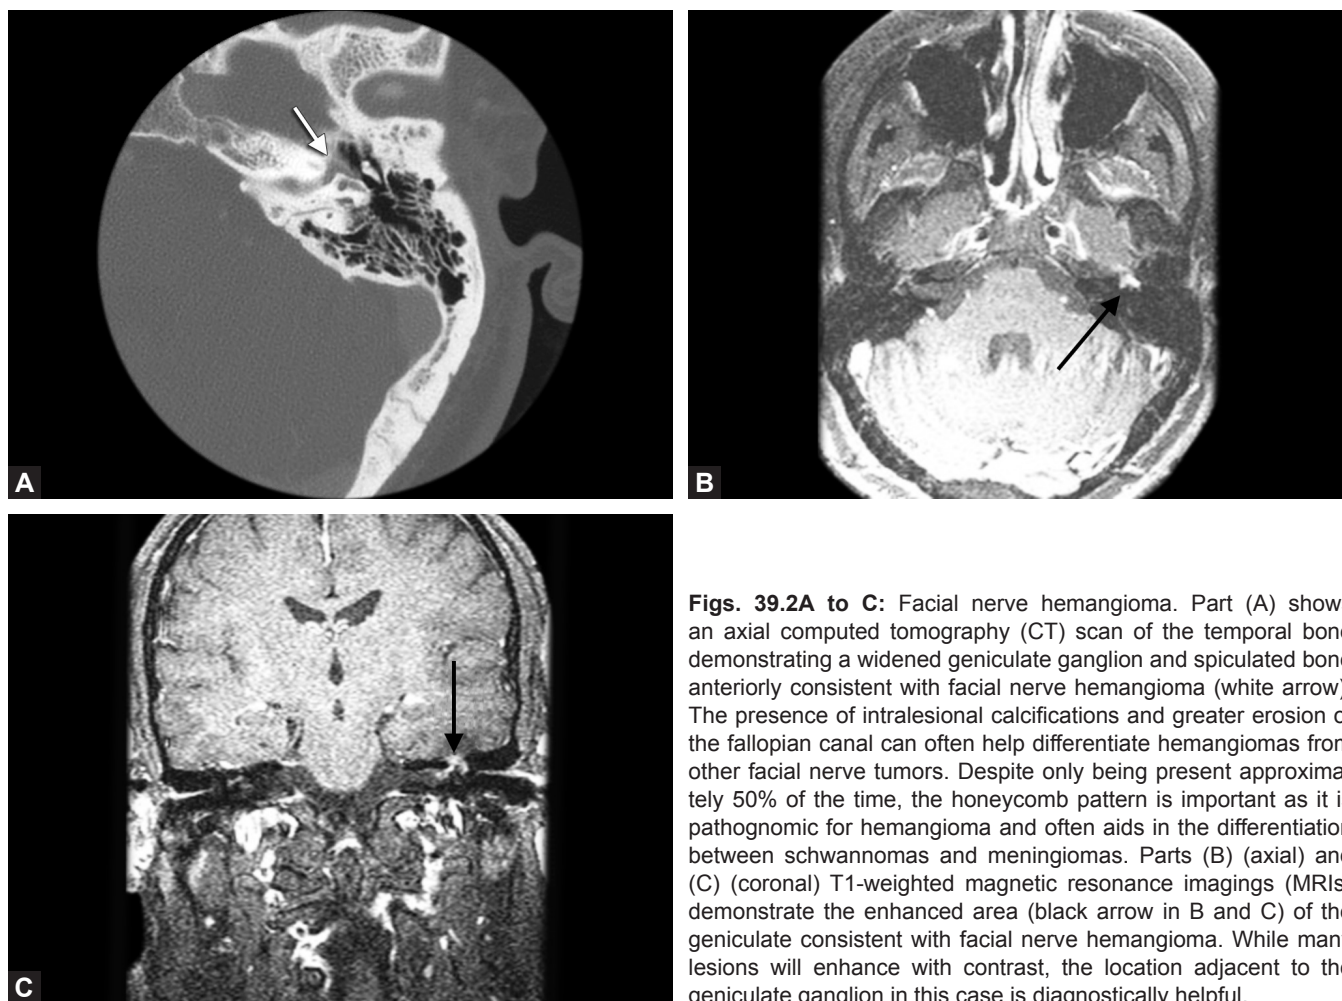 A
B
C
Figs. 39.2A to C: Facial nerve hemangioma. Part (A) show
an axial computed tomography (CT) scan of the temporal bon
demonstrating a widened geniculate ganglion and spiculated bon
anteriorly consistent with facial nerve hemangioma (white arrow)
The presence of intralesional calcifications and greater erosion o
the fallopian canal can often help differentiate hemangiomas from
other facial nerve tumors. Despite only being present approxima
tely 50% of the time, the honeycomb pattern is important as it i
pathognomic for hemangioma and often aids in the differentiation
between schwannomas and meningiomas. Parts (B) (axial) and
(C) (coronal) T1-weighted magnetic resonance imagings (MRIs
demonstrate the enhanced area (black arrow in B and C) of the
geniculate consistent with facial nerve hemangioma. While man
lesions will enhance with contrast, the location adjacent to the
geniculate ganglion in this case is diagnostically helpful.